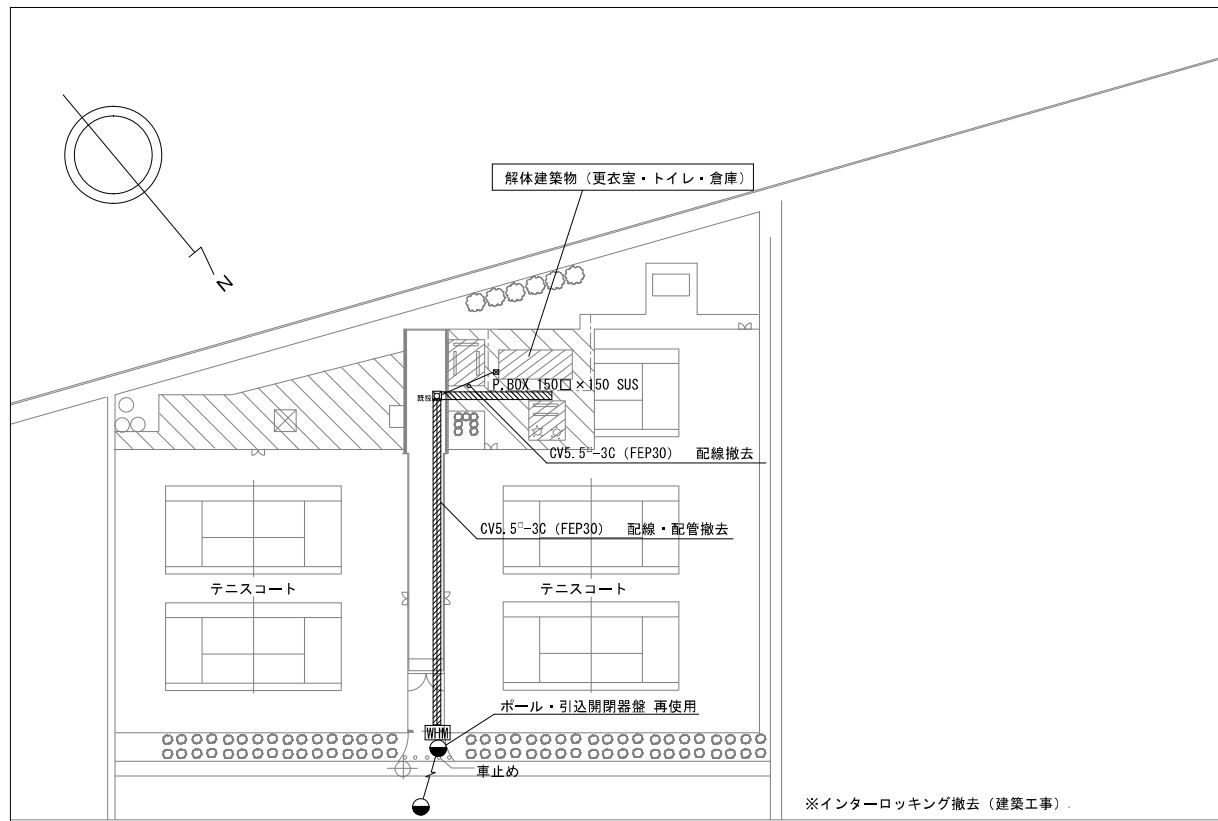 N
解体建築物（更衣室・トイレ・倉庫）
P.BOX 150□×150 SUS
既設
CV5.5□-3C（FEP30） 配線撤去
CV5.5□-3C（FEP30） 配線・配管撤去
テニスコート
テニスコート
ポール・引込開閉器盤 再使用
WHM
車止め
※インターロッキング撤去（建築工事）